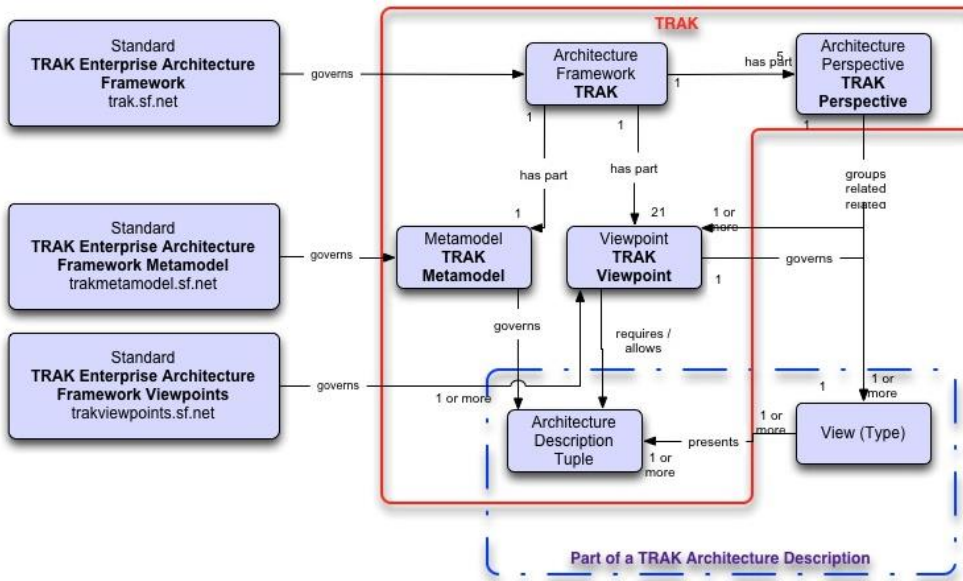 TRAK
Standard
TRAK Enterprise Architecture
Framework
trak.sf.net
governs
Architecture
Framework
TRAK
1
has part
5
Architecture
Perspective
TRAK
Perspective
1
1
1
has part
has part
groups
related
related
1
21
1 or
more
Standard
TRAK Enterprise Architecture
Framework Metamodel
trakmetamodel.sf.net
governs
Metamodel
TRAK
Metamodel
Viewpoint
TRAK
Viewpoint
governs
1
governs
requires /
allows
Standard
TRAK Enterprise Architecture
Framework Viewpoints
trakviewpoints.sf.net
governs
1 or more
1
1 or
more
Architecture
Description
Tuple
1 or
more
presents
1 or
more
View (Type)
Part of a TRAK Architecture Description